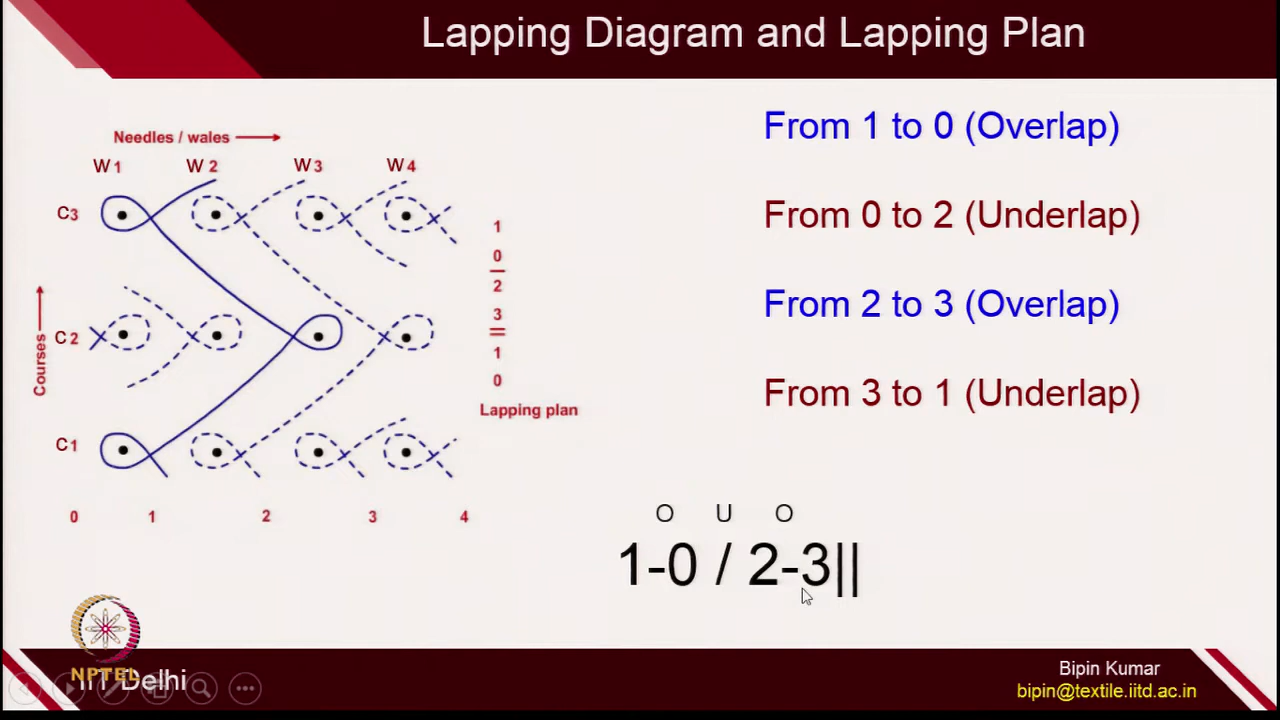 Lapping Diagram and Lapping Plan
Needles / wales
W 1 W 2 W 3 W 4
C3
C 2
C 1
Courses
0 1 2 3 4
1
0
2
3
1
0
Lapping plan
From 1 to 0 (Overlap)
From 0 to 2 (Underlap)
From 2 to 3 (Overlap)
From 3 to 1 (Underlap)
O U O
1-0 / 2-3||
NPTEL
IIT Delhi
Bipin Kumar
bipin@textile.iitd.ac.in